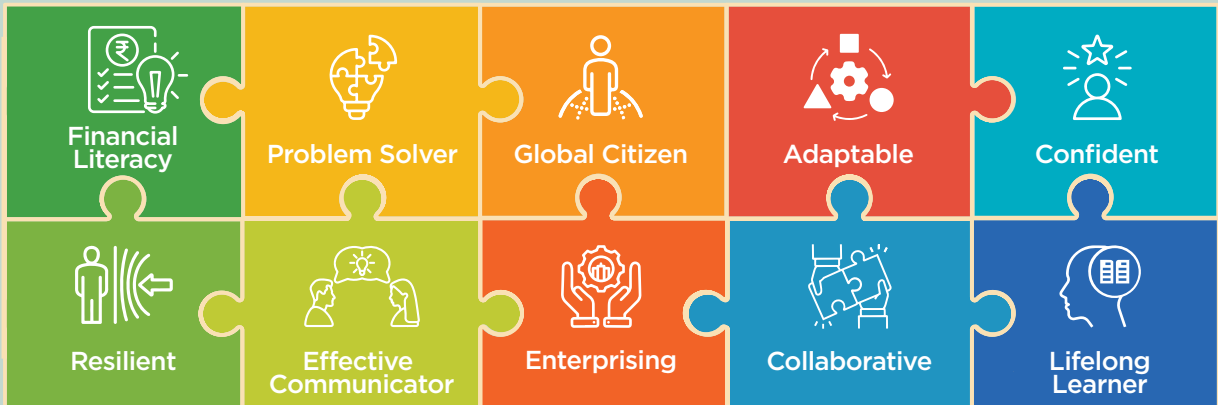 ₹
Financial
Literacy
Problem Solver
Global Citizen
Adaptable
Confident
Resilient
Effective
Communicator
Enterprising
Collaborative
Lifelong
Learner